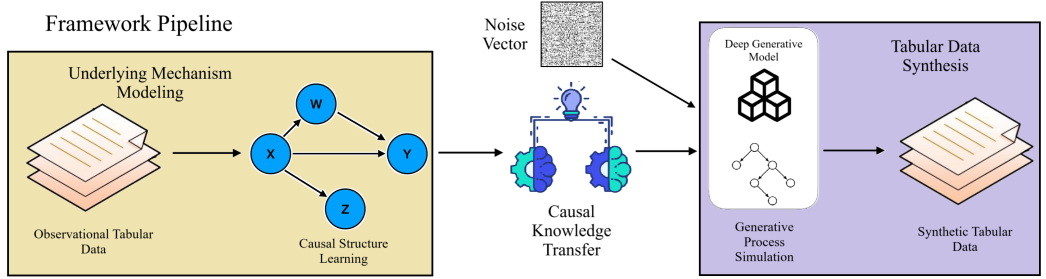 Framework Pipeline
Underlying Mechanism
Modeling
Observational Tabular
Data
W
X
Y
Z
Causal Structure
Learning
Noise
Vector
Causal
Knowledge
Transfer
Deep Generative
Model
Generative
Process
Simulation
Tabular Data
Synthesis
Synthetic Tabular
Data